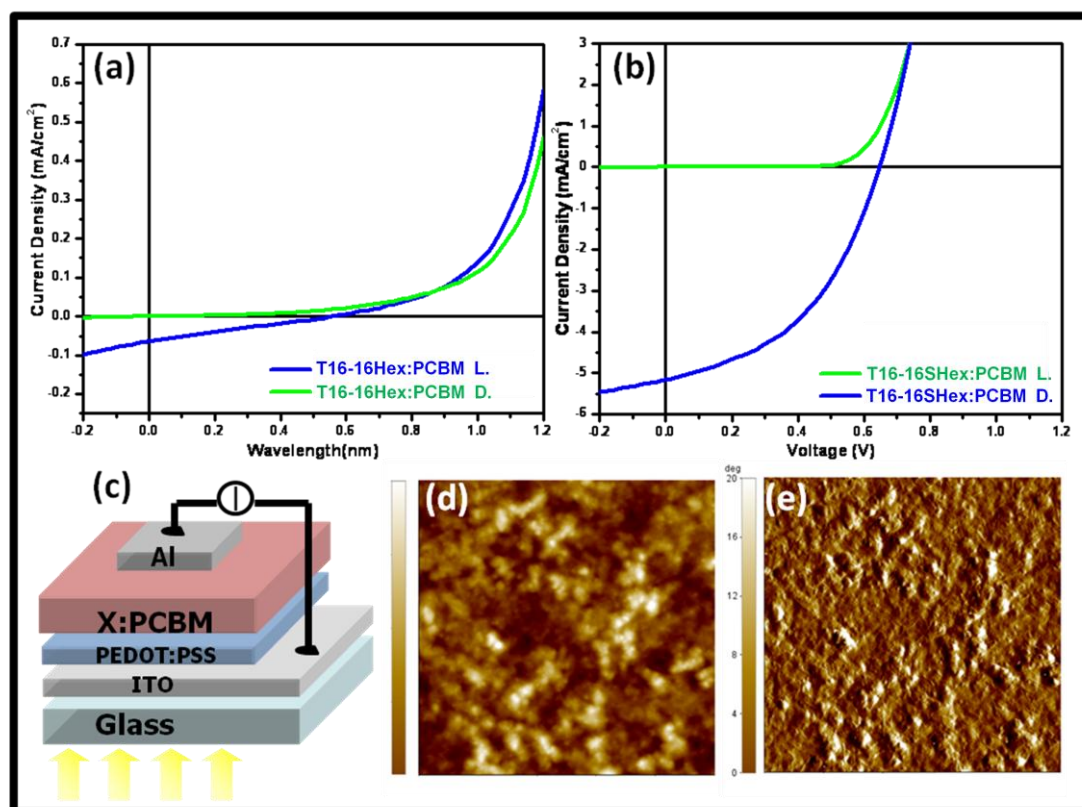 (a)
Current Density (mA/cm²)
0.7
0.6
0.5
0.4
0.3
0.2
0.1
0.0
-0.1
-0.2
-0.2 0.0 0.2 0.4 0.6 0.8 1.0 1.2
Wavelength(nm)
T16-16Hex:PCBM L.
T16-16Hex:PCBM D.
(b)
Current Density (mA/cm²)
3
2
1
0
-1
-2
-3
-4
-5
-6
-0.2 0.0 0.2 0.4 0.6 0.8 1.0 1.2
Voltage (V)
T16-16SHex:PCBM L.
T16-16SHex:PCBM D.
(c)
Al
X:PCBM
PEDOT:PSS
ITO
Glass
(d)
(e)
deg
20
16
12
8
4
0